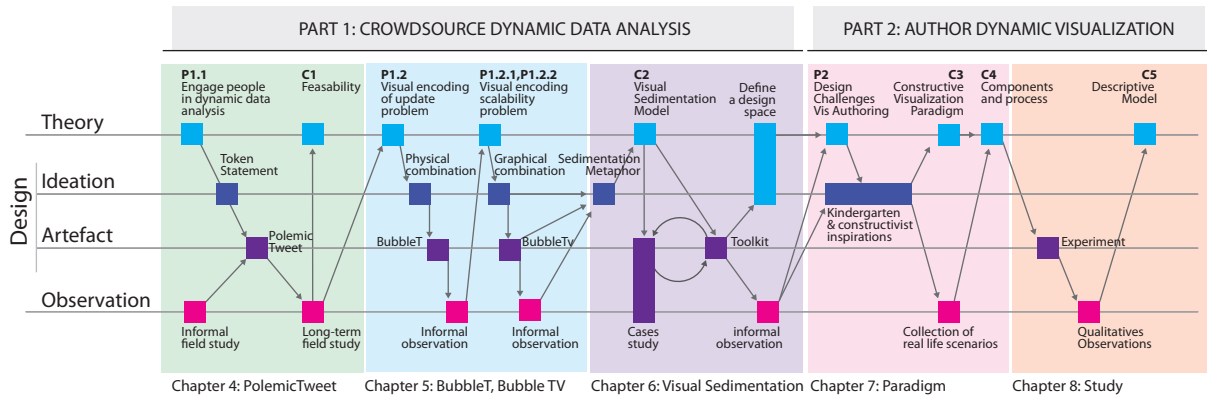 PART 1: CROWDSOURCE DYNAMIC DATA ANALYSIS
PART 2: AUTHOR DYNAMIC VISUALIZATION
P1.1
Engage people
in dynamic data
analysis
C1
Feasability
P1.2
Visual encoding
of update
problem
P1.2.1,P1.2.2
Visual encoding
scalability
problem
C2
Visual
Sedimentation
Model
Define
a design
space
P2
Design
Challenges
Vis Authoring
C3
Constructive
Visualization
Paradigm
C4
Components
and process
C5
Descriptive
Model
Theory
Design
Ideation
Token
Statement
Physical
combination
Graphical
combination
Sedimentation
Metaphor
Kindergarten
& constructivist
inspirations
Artefact
Polemic
Tweet
BubbleT
BubbleTv
Toolkit
Experiment
Observation
Informal
field study
Long-term
field study
Informal
observation
Informal
observation
Cases
study
informal
observation
Collection of
real life scenarios
Qualitatives
Observations
Chapter 4: PolemicTweet
Chapter 5: BubbleT, Bubble TV
Chapter 6: Visual Sedimentation
Chapter 7: Paradigm
Chapter 8: Study